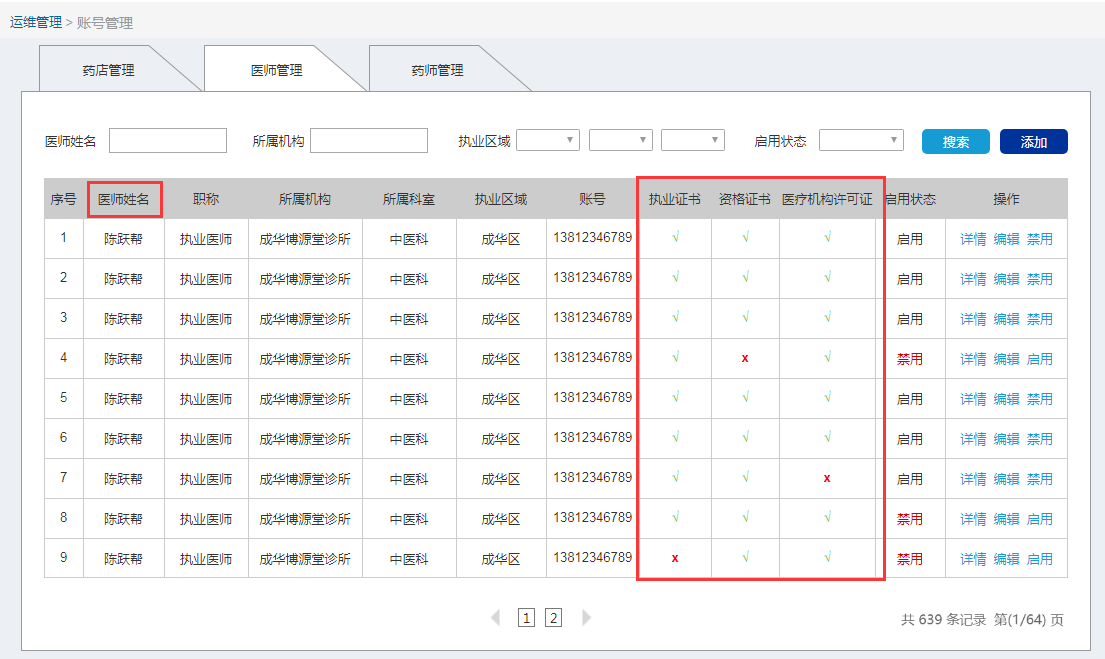 运维管理 > 账号管理
药店管理 医师管理 药师管理
医师姓名 所属机构 执业区域 启用状态 搜索 添加
序号 医师姓名 职称 所属机构 所属科室 执业区域 账号 执业证书 资格证书 医疗机构许可证 启用状态 操作
1 陈跃帮 执业医师 成华博源堂诊所 中医科 成华区 13812346789 √ √ √ 启用 详情 编辑 禁用
2 陈跃帮 执业医师 成华博源堂诊所 中医科 成华区 13812346789 √ √ √ 启用 详情 编辑 禁用
3 陈跃帮 执业医师 成华博源堂诊所 中医科 成华区 13812346789 √ √ √ 启用 详情 编辑 禁用
4 陈跃帮 执业医师 成华博源堂诊所 中医科 成华区 13812346789 √ x √ 禁用 详情 编辑 启用
5 陈跃帮 执业医师 成华博源堂诊所 中医科 成华区 13812346789 √ √ √ 启用 详情 编辑 禁用
6 陈跃帮 执业医师 成华博源堂诊所 中医科 成华区 13812346789 √ √ √ 启用 详情 编辑 禁用
7 陈跃帮 执业医师 成华博源堂诊所 中医科 成华区 13812346789 √ √ x 启用 详情 编辑 禁用
8 陈跃帮 执业医师 成华博源堂诊所 中医科 成华区 13812346789 √ √ √ 禁用 详情 编辑 启用
9 陈跃帮 执业医师 成华博源堂诊所 中医科 成华区 13812346789 x √ √ 禁用 详情 编辑 启用
1 2 共 639 条记录 第(1/64) 页